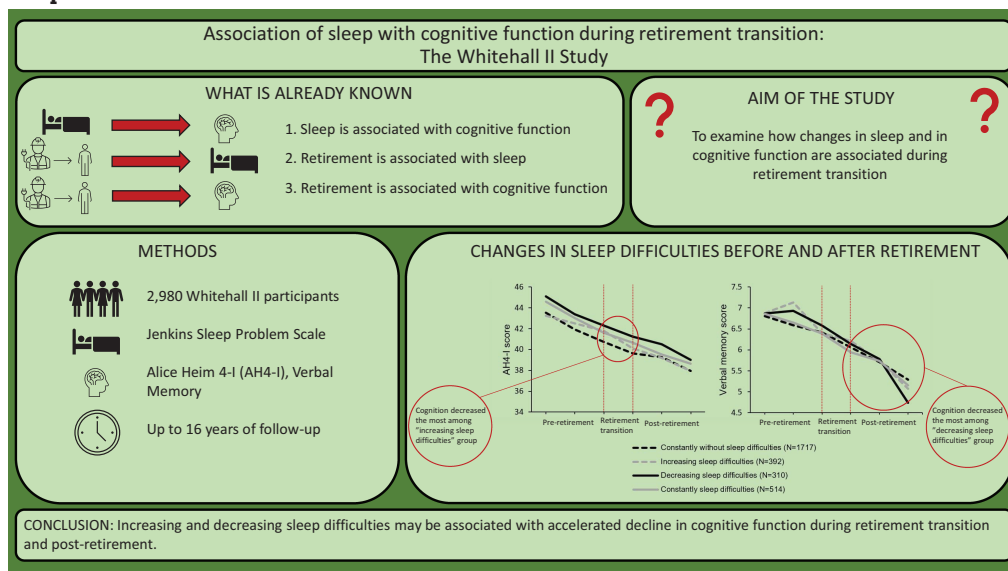 Association of sleep with cognitive function during retirement transition:
The Whitehall II Study
WHAT IS ALREADY KNOWN
1. Sleep is associated with cognitive function
2. Retirement is associated with sleep
3. Retirement is associated with cognitive function
?
AIM OF THE STUDY
?
To examine how changes in sleep and in
cognitive function are associated during
retirement transition
METHODS
2,980 Whitehall II participants
Jenkins Sleep Problem Scale
Alice Heim 4-I (AH4-I), Verbal
Memory
Up to 16 years of follow-up
CHANGES IN SLEEP DIFFICULTIES BEFORE AND AFTER RETIREMENT
AH4-I score
46
44
42
40
38
36
34
Pre-retirement
Retirement
transition
Post-retirement
Cognition decreased
the most among
"increasing sleep
difficulties" group
Verbal memory score
7.5
7
6.5
6
5.5
5
4.5
Pre-retirement
Retirement
transition
Post-retirement
Cognition decreased
the most among
"decreasing sleep
difficulties" group
Constantly without sleep difficulties (N=1717)
Increasing sleep difficulties (N=392)
Decreasing sleep difficulties (N=310)
Constantly sleep difficulties (N=514)
CONCLUSION: Increasing and decreasing sleep difficulties may be associated with accelerated decline in cognitive function during retirement transition
and post-retirement.